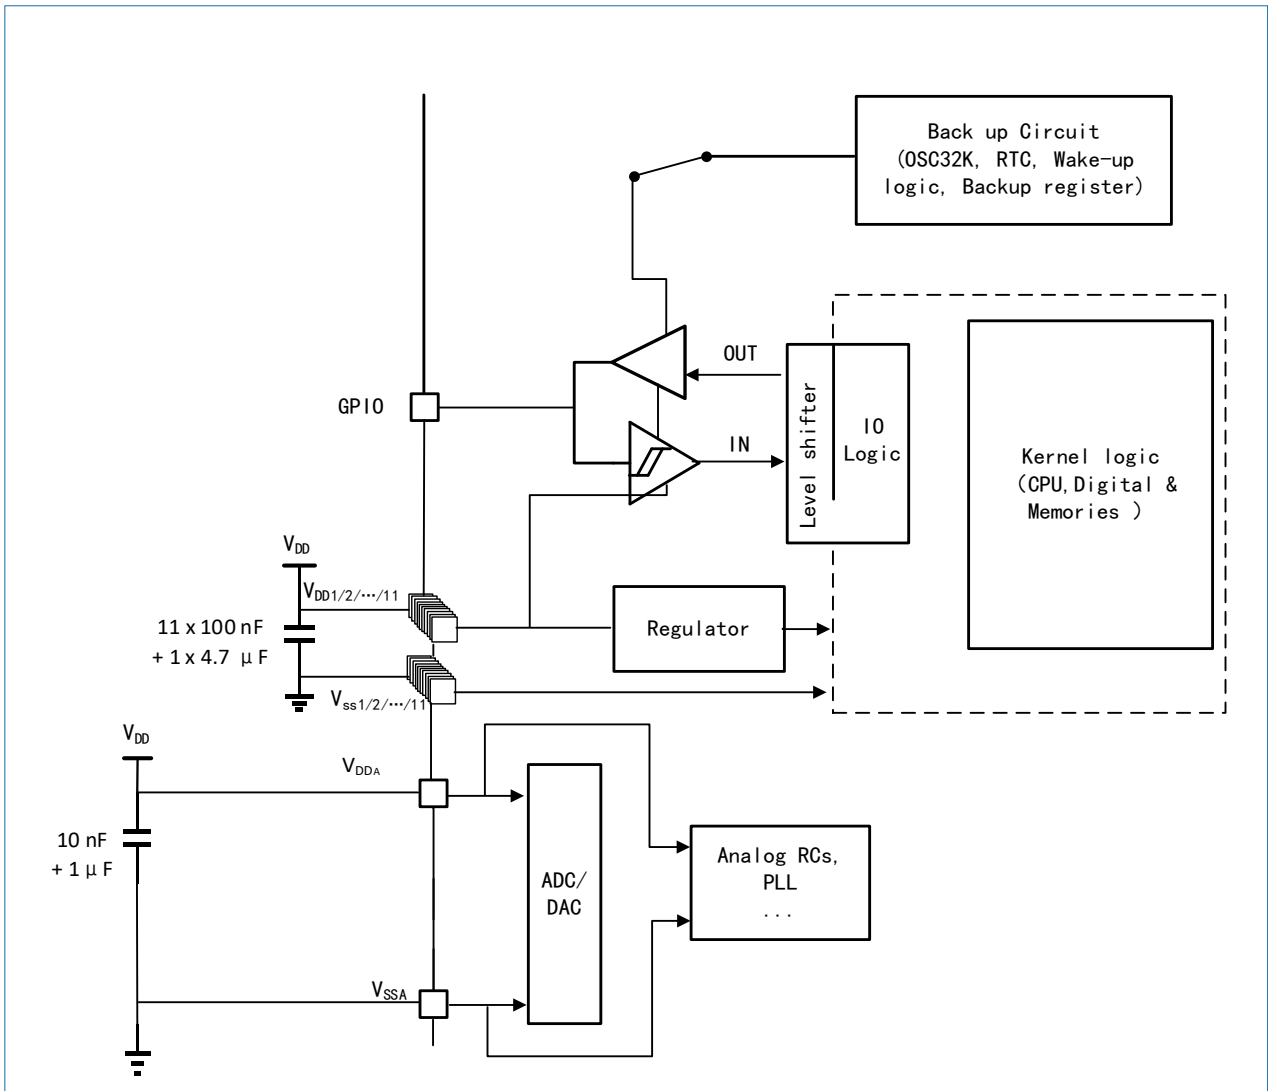 Back up Circuit
(OSC32K, RTC, Wake-up
logic, Backup register)
OUT
GPIO
IN
Level shifter
IO
Logic
Kernel logic
(CPU,Digital &
Memories )
VDD
VDD1/2/…/11
11 x 100 nF
+ 1 x 4.7 μF
Regulator
Vss1/2/…/11
VDD
VDDA
10 nF
+ 1 μF
ADC/
DAC
Analog RCs,
PLL
...
VSSA